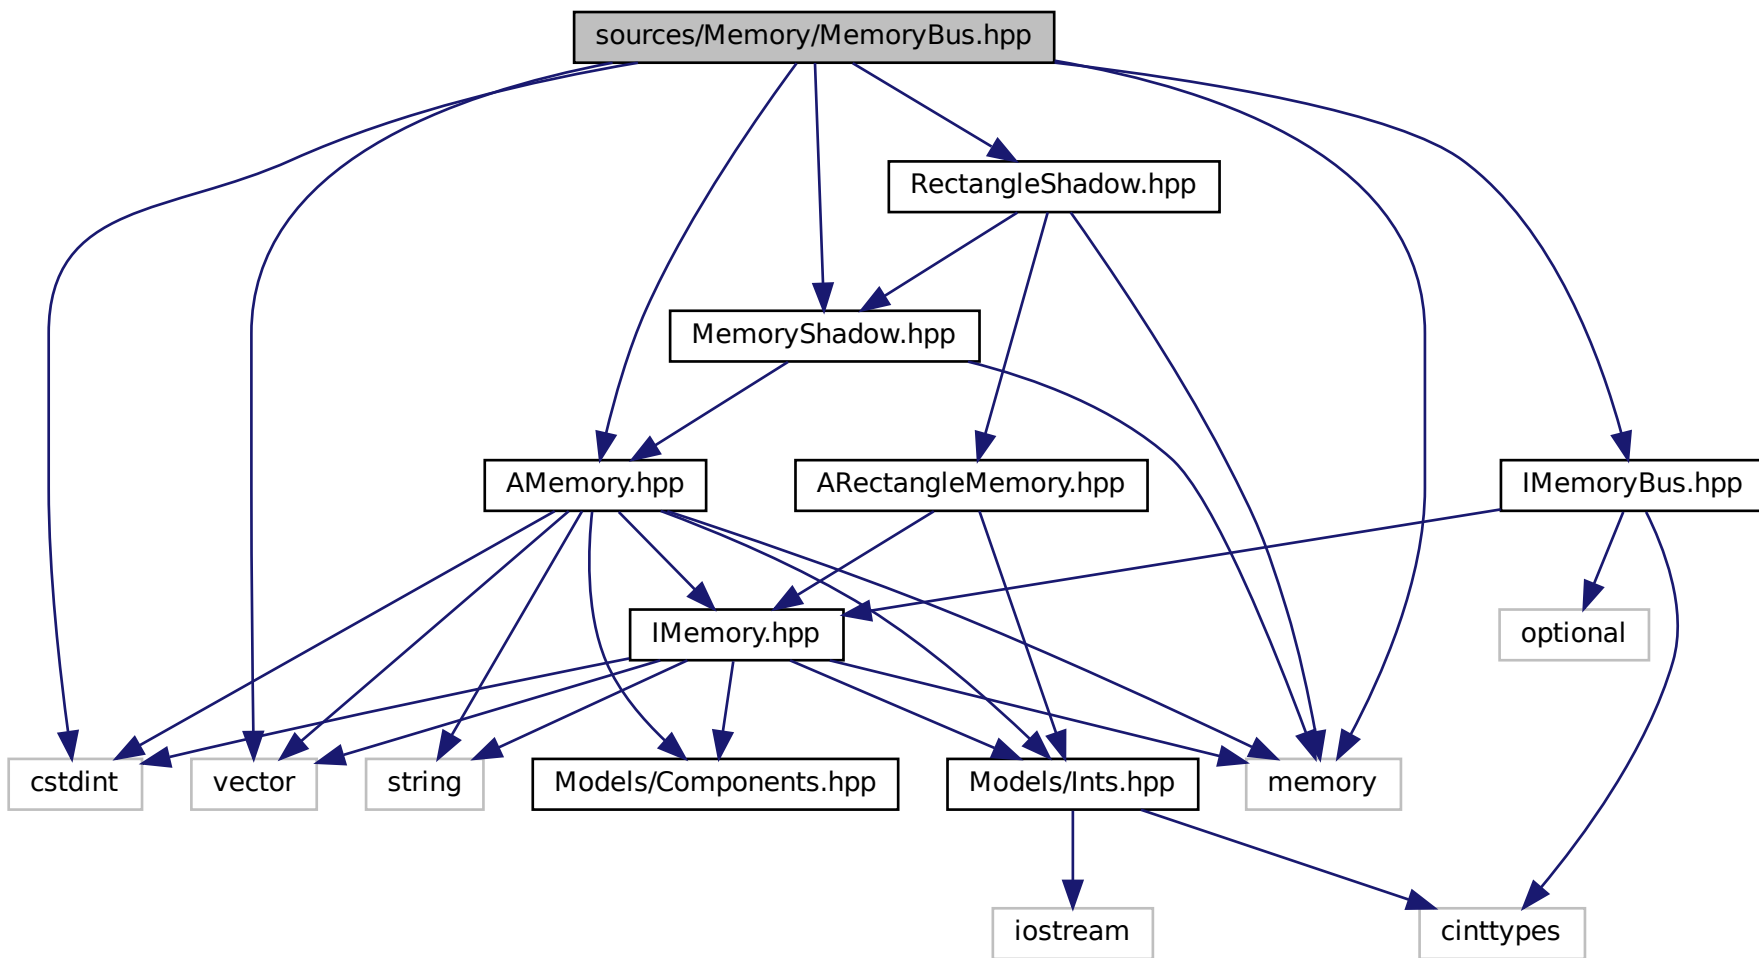 sources/Memory/MemoryBus.hpp
RectangleShadow.hpp
MemoryShadow.hpp
AMemory.hpp
ARectangleMemory.hpp
IMemoryBus.hpp
IMemory.hpp
optional
cstdint
vector
string
Models/Components.hpp
Models/Ints.hpp
memory
iostream
cinttypes